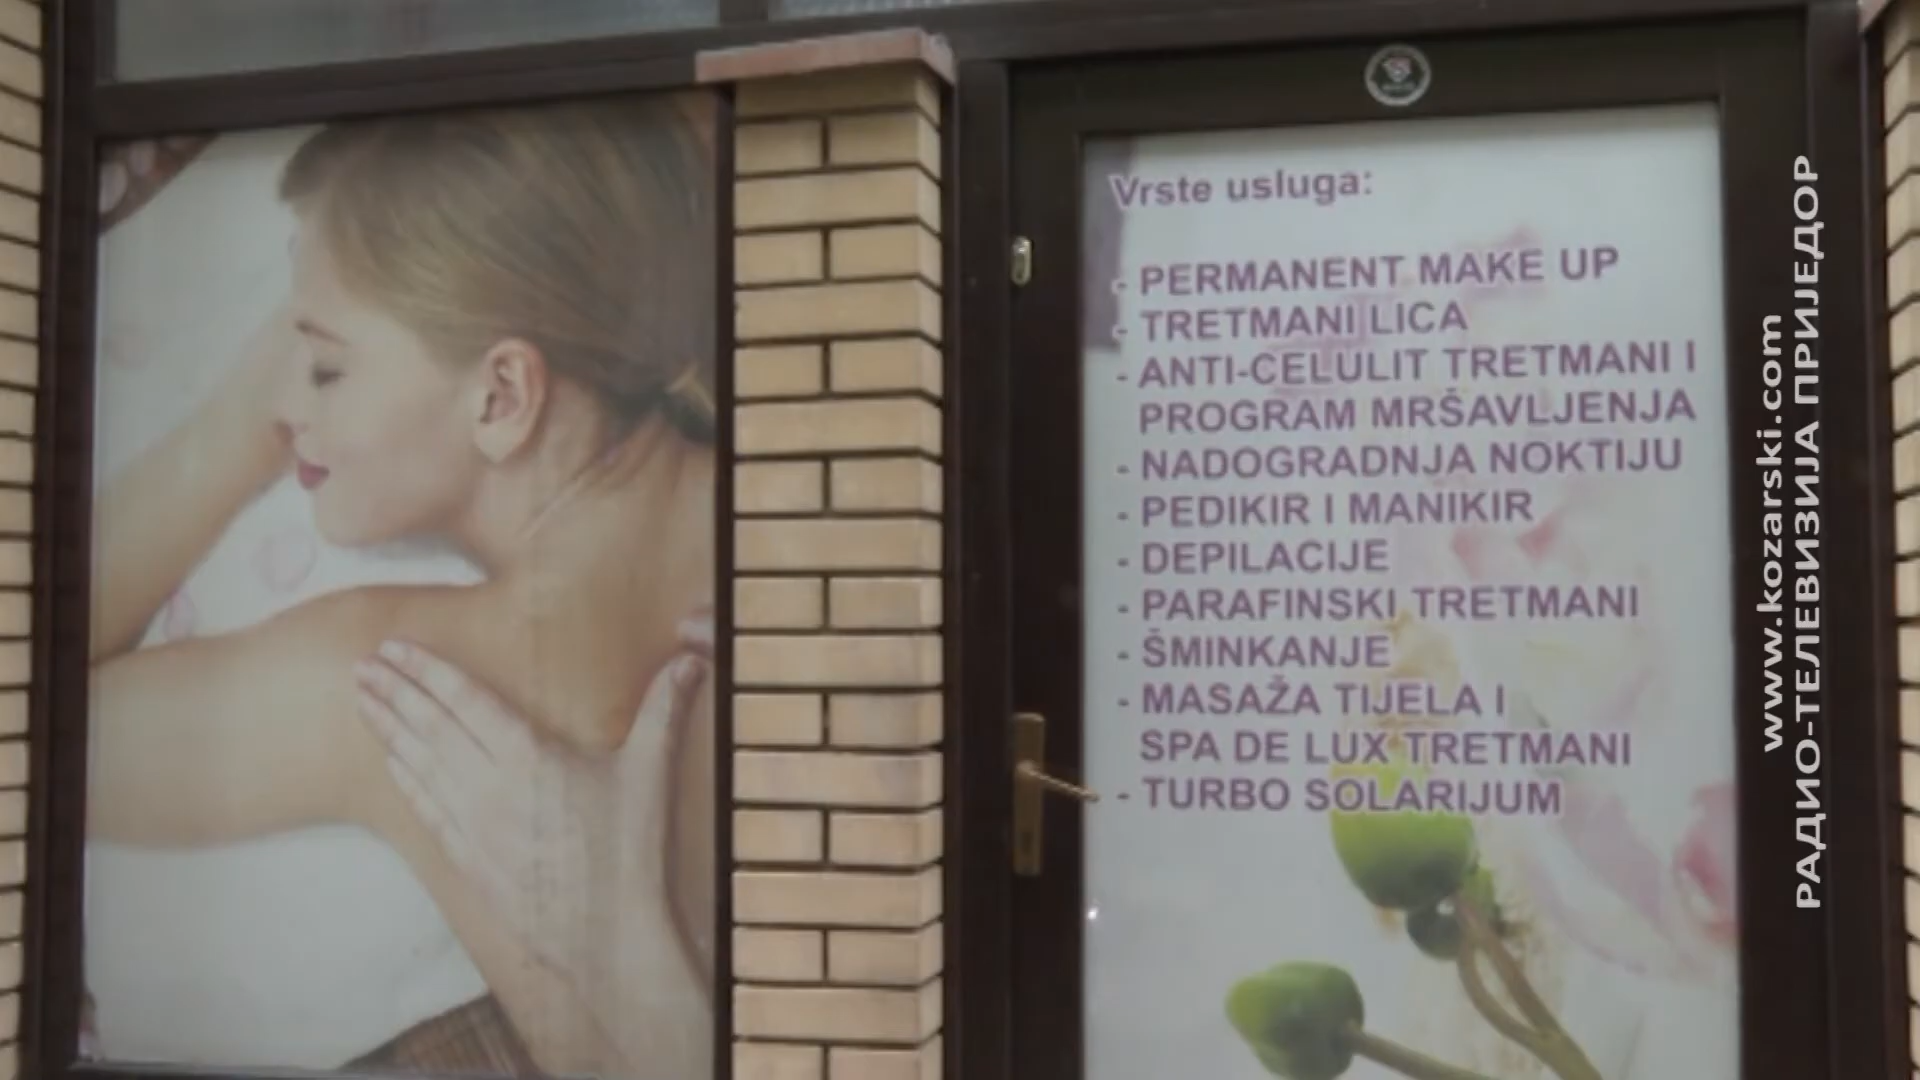 Vrste usluga:
- PERMANENT MAKE UP
- TRETMANI LICA
- ANTI-CELULIT TRETMANI I
PROGRAM MRŠAVLJENJA
- NADOGRADNJA NOKTIJU
- PEDIKIR I MANIKIR
- DEPILACIJE
- PARAFINSKI TRETMANI
- ŠMINKANJE
- MASAŽA TIJELA I
SPA DE LUX TRETMANI
- TURBO SOLARIJUM
www.kozarski.com
РАДИО-ТЕЛЕВИЗИЈА ПРИЈЕДОР